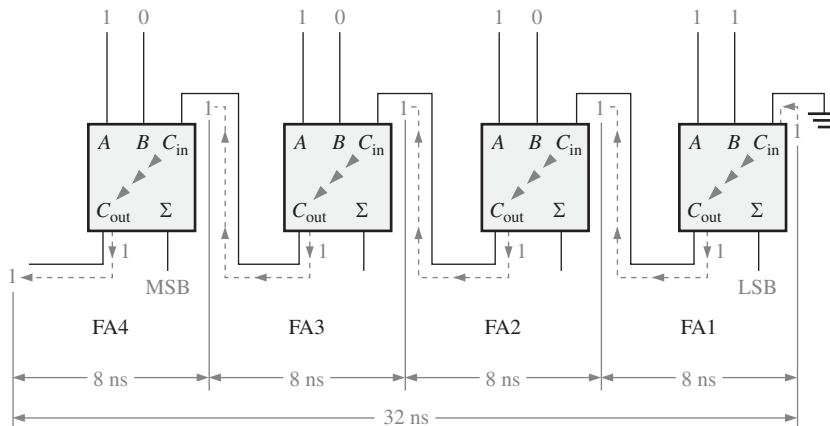 1 0 1 0 1 0 1 1
1 1 1 1
A B Cin A B Cin A B Cin A B Cin
Cout Σ Cout Σ Cout Σ Cout Σ
1 1 1 1
1 MSB LSB
FA4 FA3 FA2 FA1
8 ns 8 ns 8 ns 8 ns
32 ns